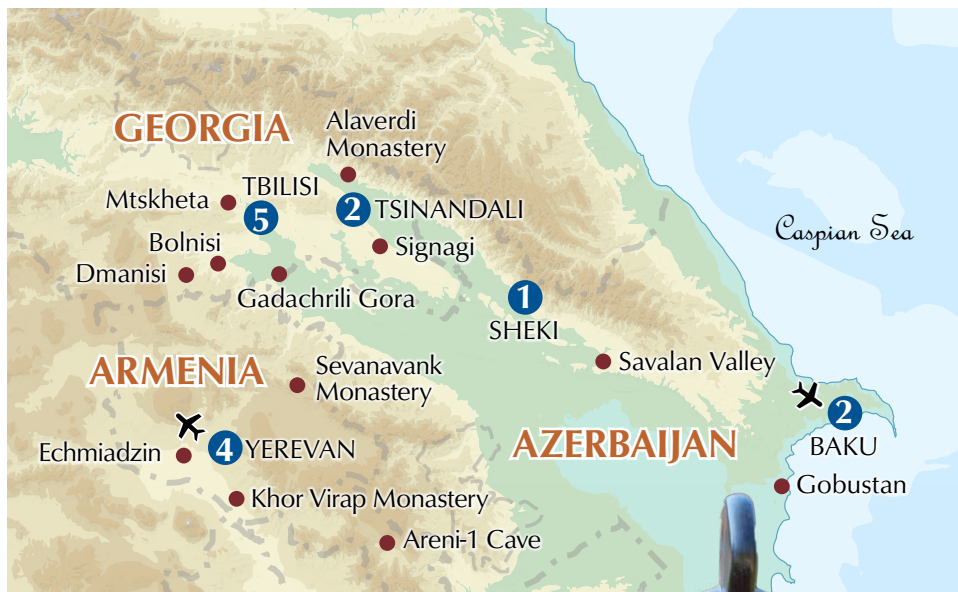 GEORGIA
Alaverdi
Monastery
Mtskheta
TBILISI
5
2
TSINANDALI
Bolnisi
Signagi
Dmanisi
Gadachrili Gora
1
SHEKI
Caspian Sea
ARMENIA
Sevanavank
Monastery
Savalan Valley
2
BAKU
AZERBAIJAN
Echmiadzin
4
YEREVAN
Gobustan
Khor Virap Monastery
Areni-1 Cave